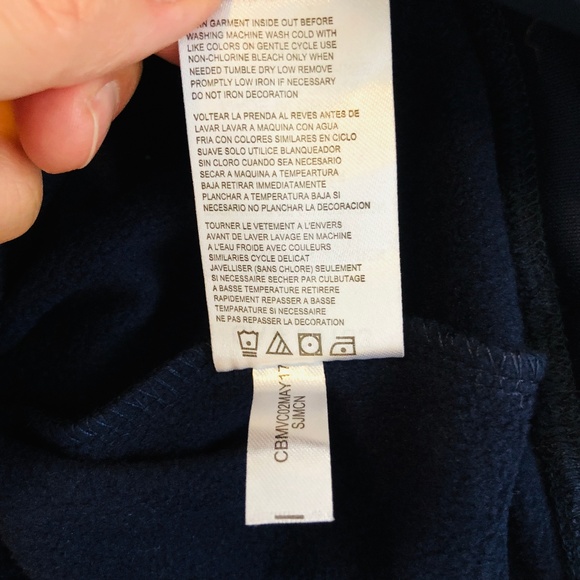 GARMENT INSIDE OUT BEFORE
WASHING MACHINE WASH COLD WITH
LIKE COLORS ON GENTLE CYCLE USE
NON-CHLORINE BLEACH ONLY WHEN
NEEDED TUMBLE DRY LOW REMOVE
PROMPTLY LOW IRON IF NECESSARY
DO NOT IRON DECORATION
VOLTEAR LA PRENDA AL REVES ANTES DE
LAVAR LAVAR A MAQUINA CON AGUA
FRIA CON COLORES SIMILARES EN CICLO
SUAVE SOLO UTILICE BLANQUEADOR
SIN CLORO CUANDO SEA NECESARIO
SECAR A MAQUINA A TEMPEARTURA
BAJA RETIRAR IMMEDIATAMENTE
PLANCHAR A TEMPERATURA BAJA SI
NECESARIO NO PLANCHAR LA DECORACION
TOURNER LE VETEMENT A L'ENVERS
AVANT DE LAVER LAVAGE EN MACHINE
A L'EAU FROIDE AVEC COULEURS
SIMILARIES CYCLE DELICAT
JAVELLISER (SANS CHLORE) SEULEMENT
SI NECESSAIRE SECHER PAR CULBUTAGE
A BASSE TEMPERATURE RETIRERE
RAPIDEMENT REPASSER A BASSE
TEMPARATURE SI NECESSAIRE
NE PAS REPASSER LA DECORATION
CBMVC02MAY17
SJMCN